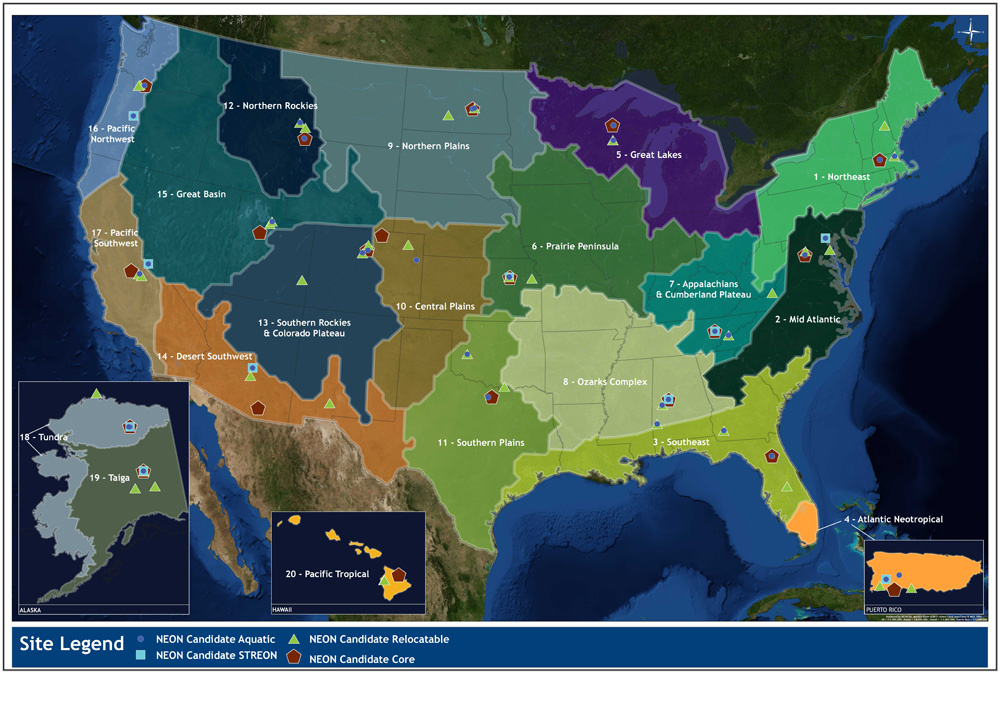 12 - Northern Rockies
16 - Pacific
Northwest
9 - Northern Plains
5 - Great Lakes
1 - Northeast
15 - Great Basin
17 - Pacific
Southwest
6 - Prairie Peninsula
7 - Appalachians
& Cumberland Plateau
10 - Central Plains
2 - Mid Atlantic
13 - Southern Rockies
& Colorado Plateau
14 - Desert Southwest
8 - Ozarks Complex
11 - Southern Plains
3 - Southeast
18 - Tundra
19 - Taiga
4 - Atlantic Neotropical
20 - Pacific Tropical
ALASKA
HAWAII
PUERTO RICO
Site Legend
NEON Candidate Aquatic
NEON Candidate Relocatable
NEON Candidate STREON
NEON Candidate Core